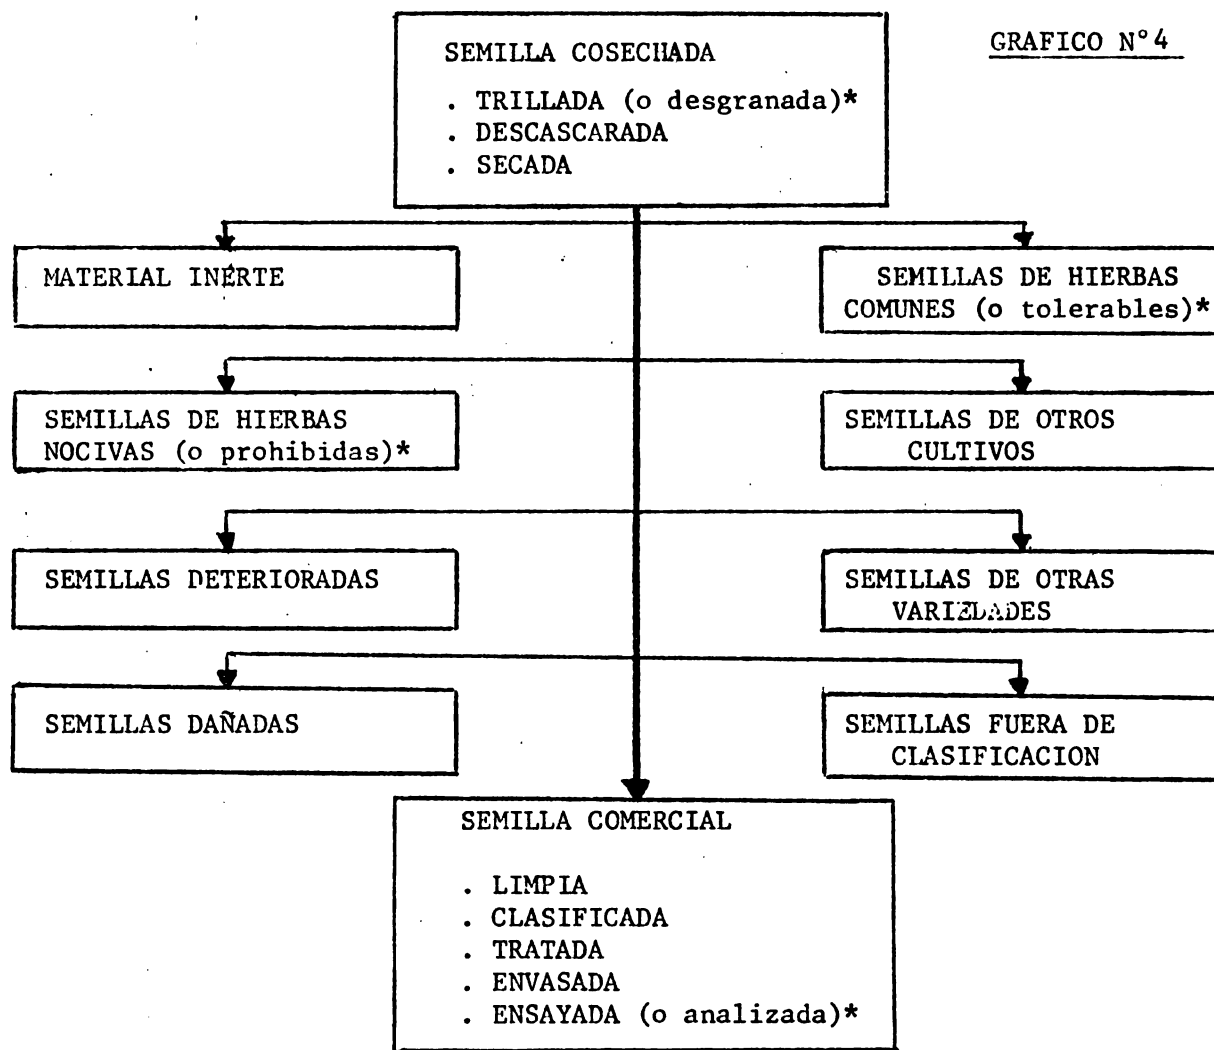 GRAFICO N°4
SEMILLA COSECHADA
. TRILLADA (o desgranada)*
. DESCASCARADA
. SECADA
MATERIAL INERTE
SEMILLAS DE HIERBAS
COMUNES (o tolerables)*
SEMILLAS DE HIERBAS
NOCIVAS (o prohibidas)*
SEMILLAS DE OTROS
CULTIVOS
SEMILLAS DETERIORADAS
SEMILLAS DE OTRAS
VARIEDADES
SEMILLAS DAÑADAS
SEMILLAS FUERA DE
CLASIFICACION
SEMILLA COMERCIAL
. LIMPIA
. CLASIFICADA
. TRATADA
. ENVASADA
. ENSAYADA (o analizada)*